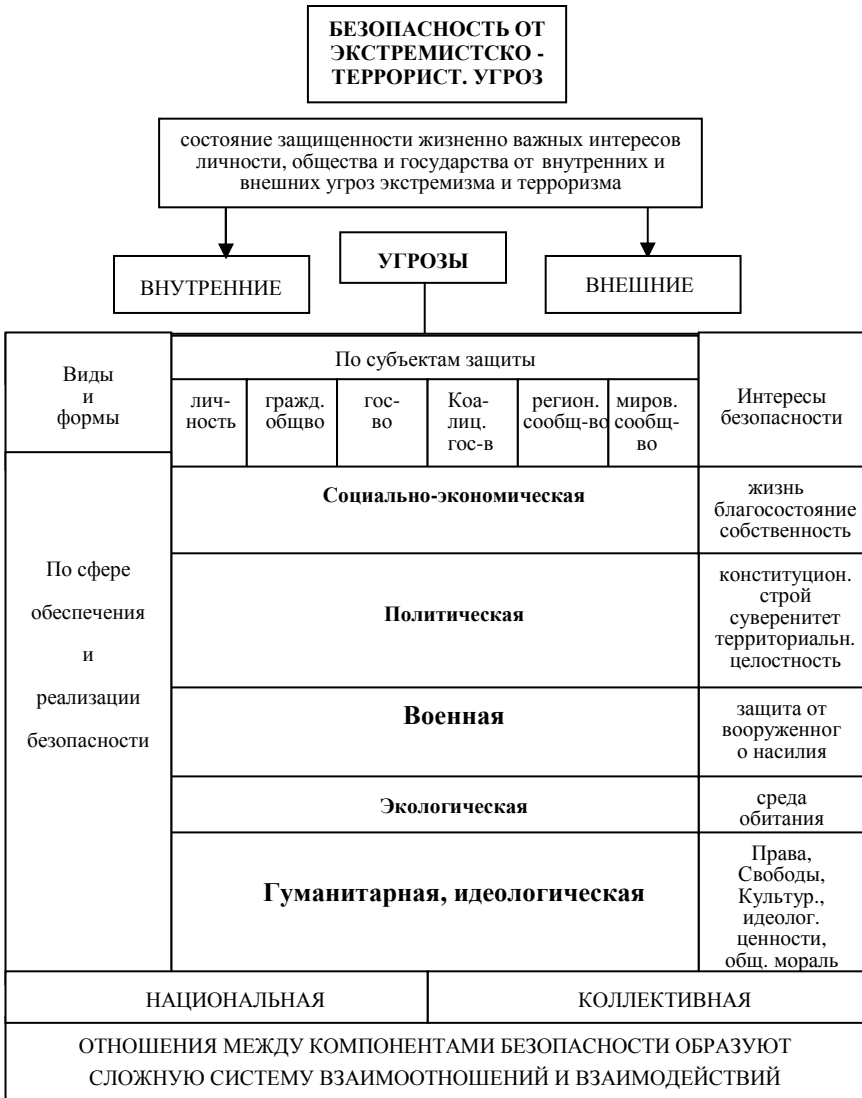 БЕЗОПАСНОСТЬ ОТ
ЭКСТРЕМИСТСКО -
ТЕРРОРИСТ. УГРОЗ
состояние защищенности жизненно важных интересов
личности, общества и государства от внутренних и
внешних угроз экстремизма и терроризма
УГРОЗЫ
ВНУТРЕННИЕ
ВНЕШНИЕ
Виды
и
формы
По субъектам защиты
лич-
ность
гражд.
общво
гос-
во
Коа-
лиц.
гос-в
регион.
сообщ-во
миров.
сообщ-
во
Интересы
безопасности
По сфере
обеспечения
и
реализации
безопасности
Социально-экономическая
жизнь
благосостояние
собственность
Политическая
конституцион.
строй
суверенитет
территориальн.
целостность
Военная
защита от
вооруженног
о насилия
Экологическая
среда
обитания
Гуманитарная, идеологическая
Права,
Свободы,
Культур.,
идеолог.
ценности,
общ. мораль
НАЦИОНАЛЬНАЯ
КОЛЛЕКТИВНАЯ
ОТНОШЕНИЯ МЕЖДУ КОМПОНЕНТАМИ БЕЗОПАСНОСТИ ОБРАЗУЮТ
СЛОЖНУЮ СИСТЕМУ ВЗАИМООТНОШЕНИЙ И ВЗАИМОДЕЙСТВИЙ